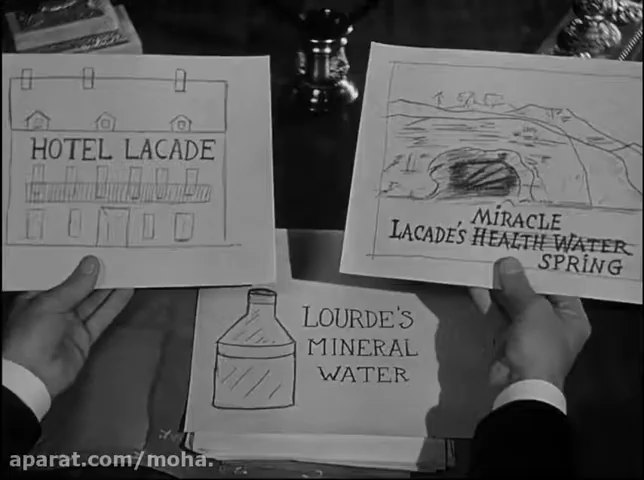 HOTEL LACADE
MIRACLE
LACADE'S HEALTH WATER
SPRING
LOURDE'S
MINERAL
WATER
aparat.com/moha.